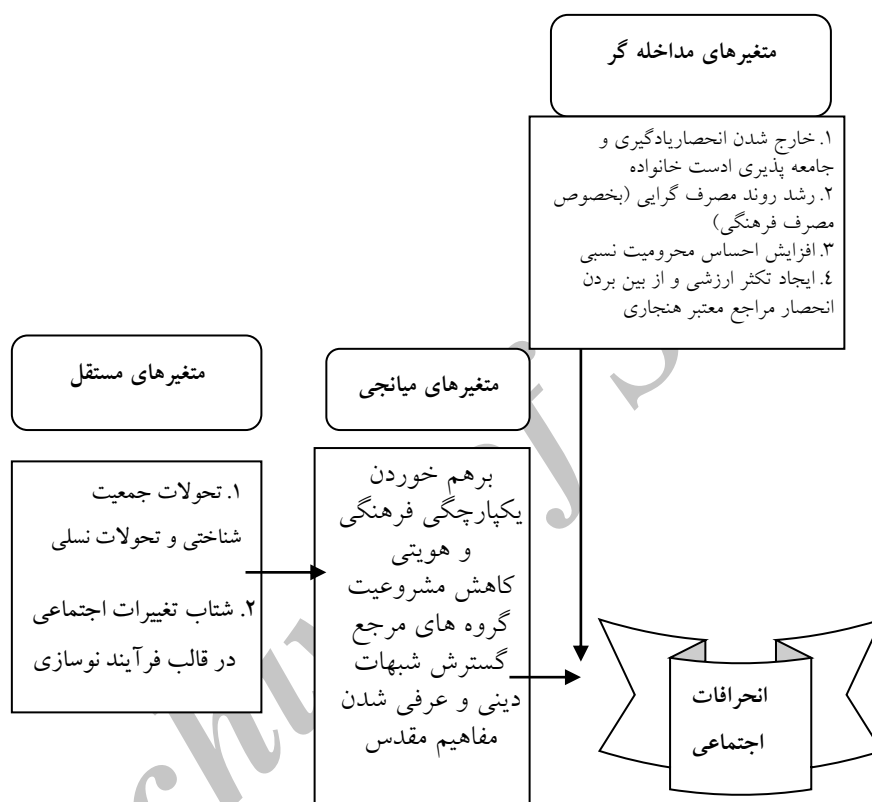 متغیرهای مداخله گر
۱. خارج شدن انحصاریادگیری و
جامعه پذیری ادست خانواده
۲. رشد روند مصرف گرایی (بخصوص
مصرف فرهنگی)
۳. افزایش احساس محرومیت نسبی
٤. ایجاد تکثر ارزشی و از بین بردن
انحصار مراجع معتبر هنجاری
متغیرهای مستقل
۱. تحولات جمعیت
شناختی و تحولات نسلی
۲. شتاب تغییرات اجتماعی
در قالب فرآیند نوسازی
متغیرهای میانجی
برهم خوردن
یکپارچگی فرهنگی
و هویتی
کاهش مشروعیت
گروه های مرجع
گسترش شبهات
دینی و عرفی شدن
مفاهیم مقدس
انحرافات
اجتماعی